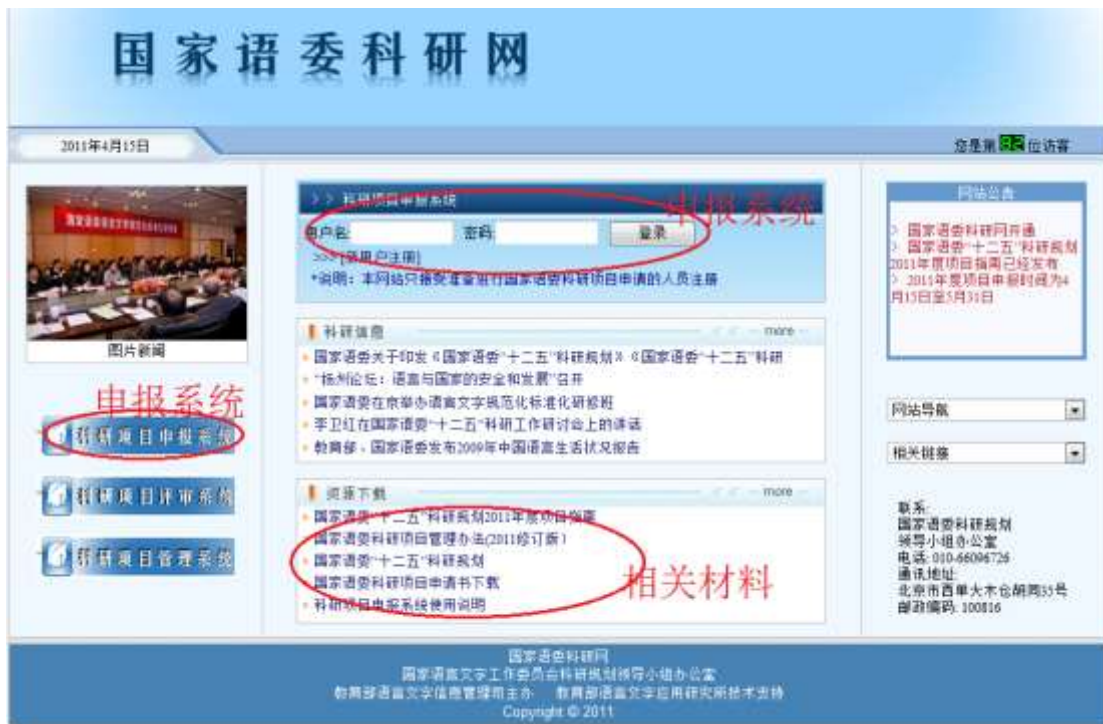 国家语委科研网
2011年4月15日
您是第82位访客
>> 科研项目申报系统
申报系统
用户名:
密码:
登录
>>> [新用户注册]
*说明：本网站只接受准备进行国家语委科研项目申请的人员注册
网站公告
> 国家语委科研网开通
> 国家语委“十二五”科研规划
2011年度项目指南已经发布
> 2011年度项目申报时间为4
月15日至5月31日
图片新闻
科研信息
more
国家语委关于印发《国家语委“十二五”科研规划》《国家语委“十二五”科研
“扬州论坛：语言与国家的安全和发展”召开
国家语委在京举办语言文字规范化标准化研修班
李卫红在国家语委“十二五”科研工作研讨会上的讲话
教育部、国家语委发布2009年中国语言生活状况报告
申报系统
科研项目申报系统
科研项目评审系统
科研项目管理系统
资源下载
more
国家语委“十二五”科研规划2011年度项目指南
国家语委科研项目管理办法(2011修订版)
国家语委“十二五”科研规划
国家语委科研项目申请书下载
科研项目申报系统使用说明
相关材料
网站导航
相关链接
联系:
国家语委科研规划
领导小组办公室
电话: 010-66096726
通讯地址:
北京市西单大木仓胡同35号
邮政编码: 100816
国家语委科研网
国家语言文字工作委员会科研规划领导小组办公室
教育部语言文字信息管理司主办 教育部语言文字应用研究所技术支持
Copyright © 2011